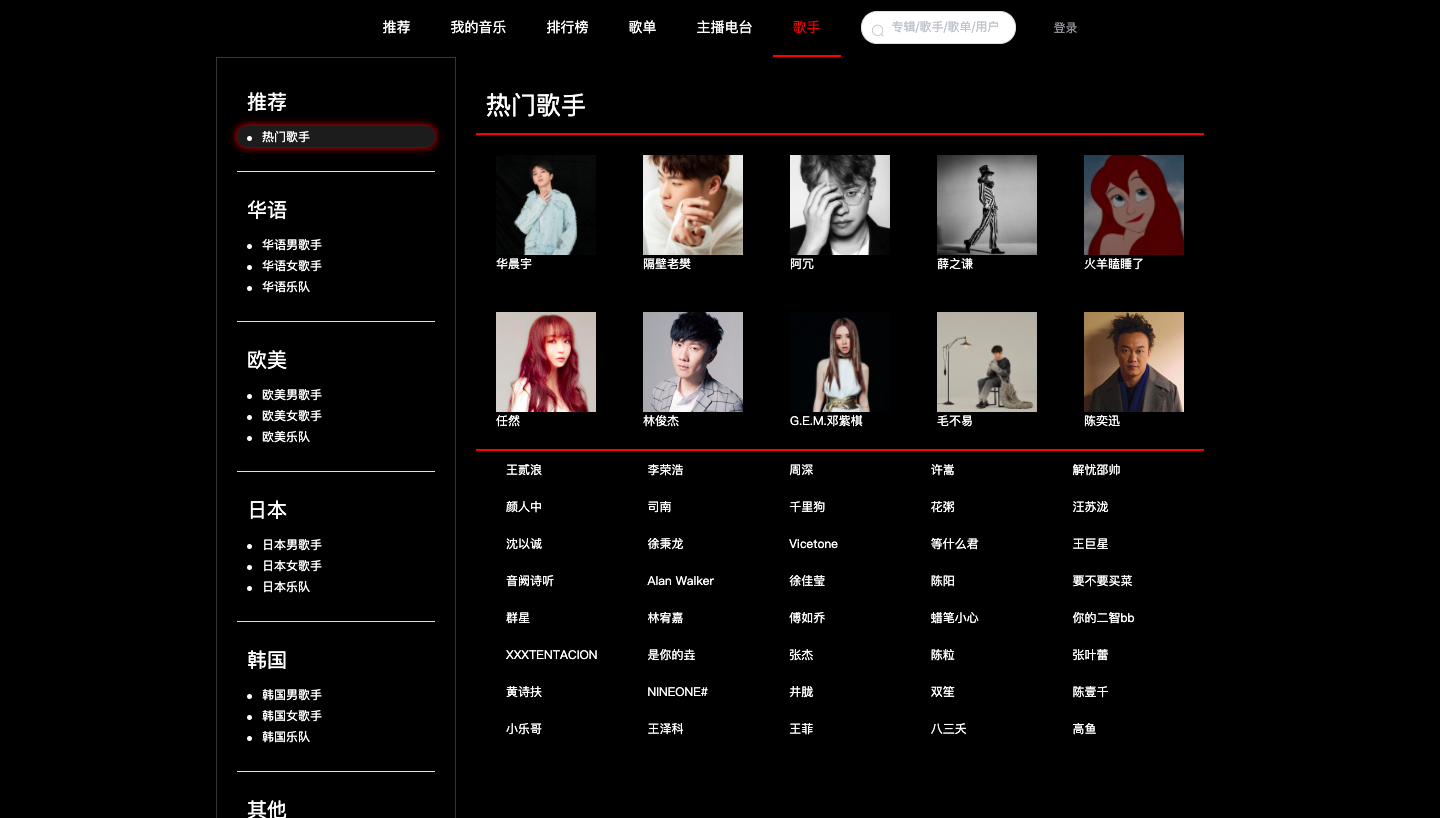 推荐 我的音乐 排行榜 歌单 主播电台 歌手 专辑/歌手/歌单/用户 登录
推荐
热门歌手
华语
华语男歌手
华语女歌手
华语乐队
欧美
欧美男歌手
欧美女歌手
欧美乐队
日本
日本男歌手
日本女歌手
日本乐队
韩国
韩国男歌手
韩国女歌手
韩国乐队
其他
热门歌手
华晨宇 隔壁老樊 阿冗 薛之谦 火羊瞌睡了
任然 林俊杰 G.E.M.邓紫棋 毛不易 陈奕迅
王贰浪 李荣浩 周深 许嵩 解忧邵帅
颜人中 司南 千里狗 花粥 汪苏泷
沈以诚 徐秉龙 Vicetone 等什么君 王巨星
音阙诗听 Alan Walker 徐佳莹 陈阳 要不要买菜
群星 林宥嘉 傅如乔 蜡笔小心 你的二智bb
XXXTENTACION 是你的垚 张杰 陈粒 张叶蕾
黄诗扶 NINEONE# 井胧 双笙 陈壹千
小乐哥 王泽科 王菲 八三夭 高鱼